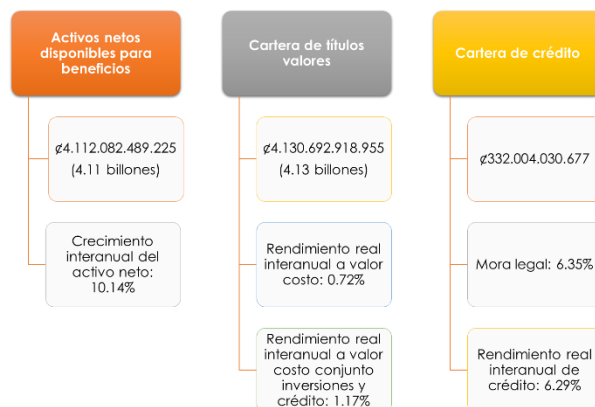 Activos netos
disponibles para
beneficios
₡4.112.082.489.225
(4.11 billones)
Crecimiento
interanual del
activo neto:
10.14%
Cartera de títulos
valores
₡4.130.692.918.955
(4.13 billones)
Rendimiento real
interanual a valor
costo: 0.72%
Rendimiento real
interanual a valor
costo conjunto
inversiones y
crédito: 1.17%
Cartera de crédito
₡332.004.030.677
Mora legal: 6.35%
Rendimiento real
interanual de
crédito: 6.29%